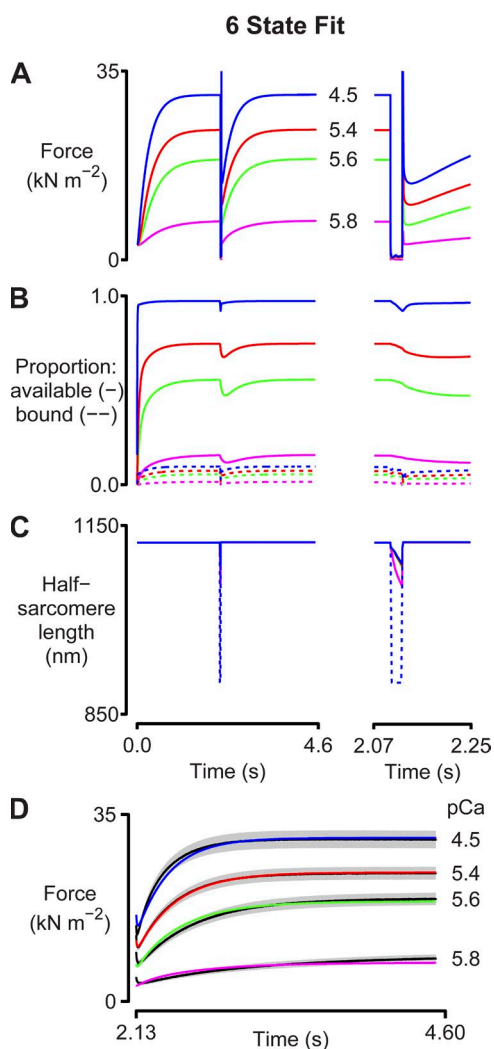 6 State Fit
A
35
Force
(kN m⁻²)
0
4.5
5.4
5.6
5.8
B
1.0
Proportion:
available (−)
bound (−−)
0.0
C
1150
Half−
sarcomere
length
(nm)
850
0.0
4.6
2.07
2.25
Time (s)
Time (s)
D
pCa
35
Force
(kN m⁻²)
0
4.5
5.4
5.6
5.8
2.13
4.60
Time (s)